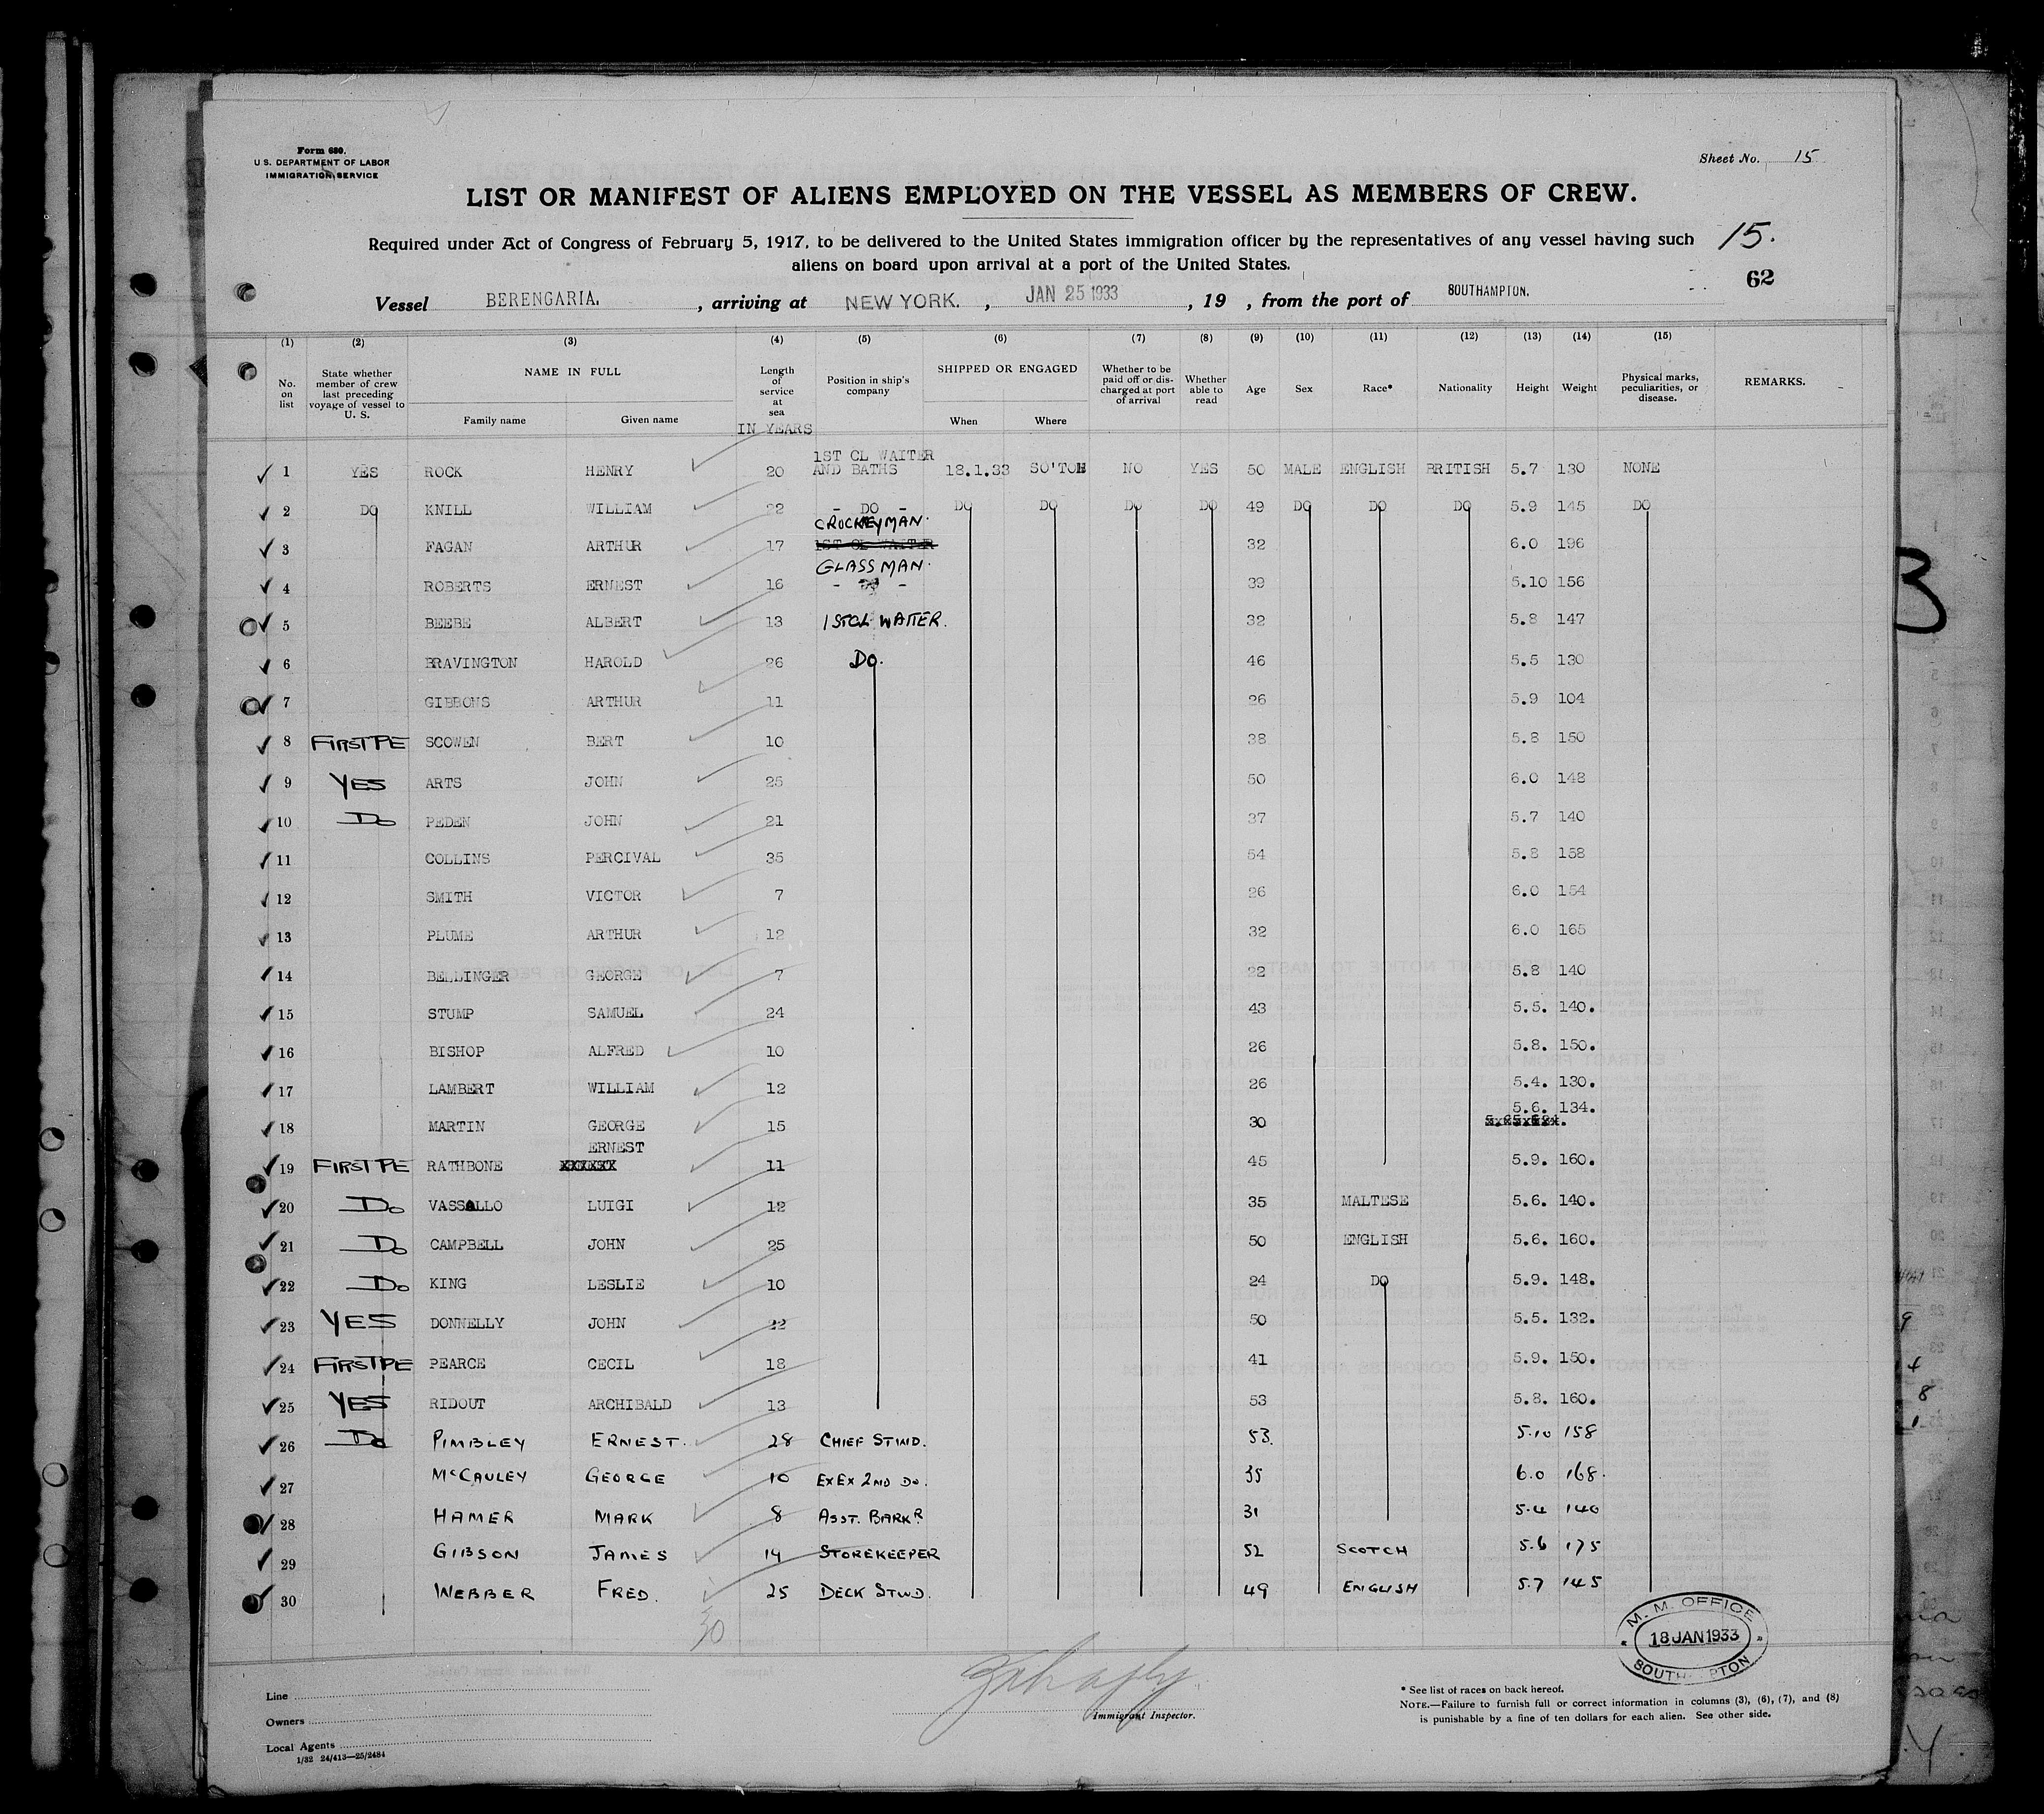 Form 680.
U.S. DEPARTMENT OF LABOR
IMMIGRATION SERVICE
Sheet No. 15
LIST OR MANIFEST OF ALIENS EMPLOYED ON THE VESSEL AS MEMBERS OF CREW.
Required under Act of Congress of February 5, 1917, to be delivered to the United States immigration officer by the representatives of any vessel having such
aliens on board upon arrival at a port of the United States.
15.
62
Vessel BERENGARIA. , arriving at NEW YORK. , JAN 25 1933 , 19 , from the port of SOUTHAMPTON.
(1) (2) (3) (4) (5) (6) (7) (8) (9) (10) (11) (12) (13) (14) (15)
No. on list State whether member of crew last preceding voyage of vessel to U. S. NAME IN FULL Family name Given name Length of service at sea IN YEARS Position in ship's company SHIPPED OR ENGAGED When Where Whether to be paid off or discharged at port of arrival Whether able to read Age Sex Race* Nationality Height Weight Physical marks, peculiarities, or disease. REMARKS.
1 YES ROCK HENRY 20 1ST CL WAITER AND BATHS 18.1.33 SO'TON NO YES 50 MALE ENGLISH BRITISH 5.7 130 NONE
2 DO KNILL WILLIAM 22 - DO - DO DO DO DO 49 DO DO DO 5.9 145 DO
3 FAGAN ARTHUR 17 CROCKEYMAN. 1ST CL WAITER 32 6.0 196
4 ROBERTS ERNEST 16 GLASSMAN. 39 5.10 156
5 BEEBE ALBERT 13 1STCL WAITER. 32 5.8 147
6 BRAVINGTON HAROLD 26 DO. 46 5.5 130
7 GIBBONS ARTHUR 11 26 5.9 104
8 FIRST PE SCOWEN BERT 10 38 5.8 150
9 YES ARTS JOHN 25 50 6.0 148
10 DO PEDEN JOHN 21 37 5.7 140
11 COLLINS PERCIVAL 35 54 5.8 158
12 SMITH VICTOR 7 26 6.0 154
13 PLUME ARTHUR 12 32 6.0 165
14 BELLINGER GEORGE 7 22 5.8 140
15 STUMP SAMUEL 24 43 5.5. 140.
16 BISHOP ALFRED 10 26 5.8. 150.
17 LAMBERT WILLIAM 12 26 5.4. 130.
18 MARTIN GEORGE 15 30 5.6. 134.
19 FIRST PE RATHBONE ERNEST 11 45 5.9. 160.
20 DO VASSALLO LUIGI 12 35 MALTESE 5.6. 140.
21 DO CAMPBELL JOHN 25 50 ENGLISH 5.6. 160.
22 DO KING LESLIE 10 24 DO 5.9. 148.
23 YES DONNELLY JOHN 22 50 5.5. 132.
24 FIRST PE PEARCE CECIL 18 41 5.9. 150.
25 YES RIDOUT ARCHIBALD 13 53 5.8. 160.
26 DO PIMBLEY ERNEST. 28 CHIEF STWD. 53. 5.10 158
27 McCAULEY GEORGE 10 EX EX 2ND DO. 35 6.0 168.
28 HAMER MARK 8 ASST. BARKR. 31 5.4 140
29 GIBSON JAMES 14 STOREKEEPER 52 SCOTCH 5.6 175
30 WEBBER FRED. 25 DECK STWD. 49 ENGLISH 5.7 145
30
M. M. OFFICE
18 JAN 1933
Line
Owners
Local Agents
1/32 24/413—25/2484
Immigrant Inspector.
* See list of races on back hereof.
NOTE.—Failure to furnish full or correct information in columns (3), (6), (7), and (8)
is punishable by a fine of ten dollars for each alien. See other side.